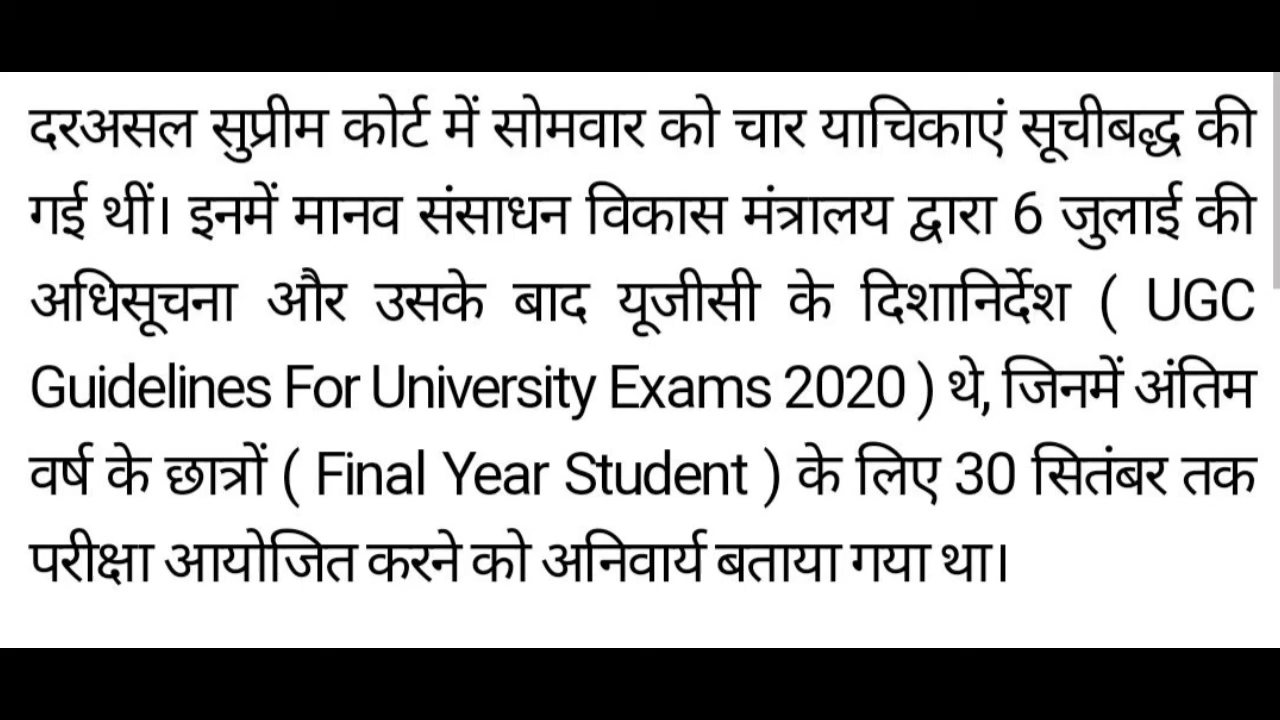 दरअसल सुप्रीम कोर्ट में सोमवार को चार याचिकाएं सूचीबद्ध की
गई थीं। इनमें मानव संसाधन विकास मंत्रालय द्वारा 6 जुलाई की
अधिसूचना और उसके बाद यूजीसी के दिशानिर्देश ( UGC
Guidelines For University Exams 2020 ) थे, जिनमें अंतिम
वर्ष के छात्रों ( Final Year Student ) के लिए 30 सितंबर तक
परीक्षा आयोजित करने को अनिवार्य बताया गया था।